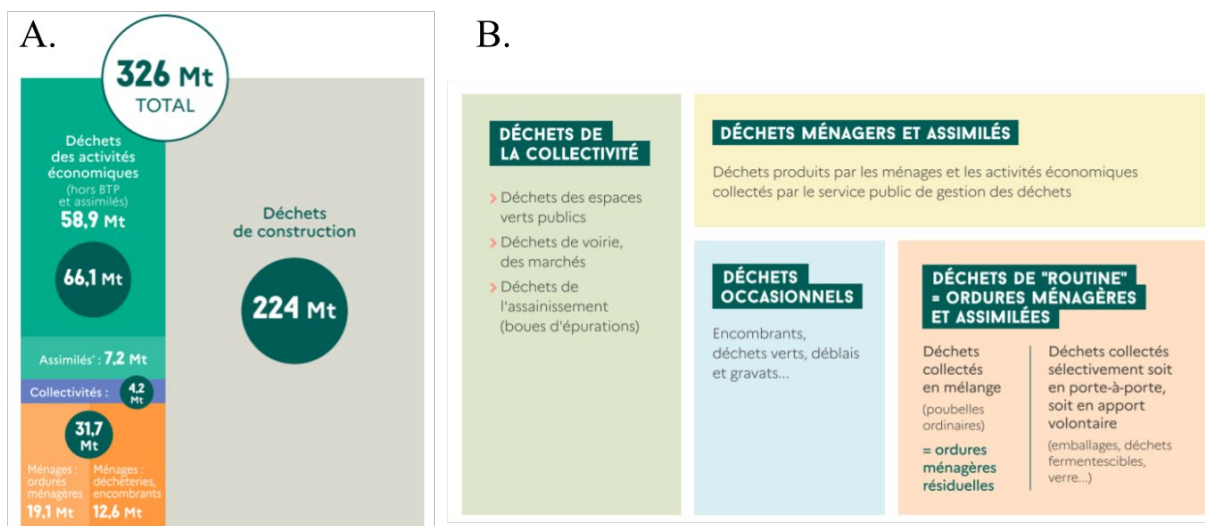 A.
326 Mt
TOTAL
Déchets
des activités
économiques
(hors BTP
et assimilés)
58,9 Mt
66,1 Mt
Assimilés* : 7,2 Mt
Collectivités :
4,2
Mt
31,7
Mt
Ménages :
ordures
ménagères
19,1 Mt
Ménages :
déchèteries,
encombrants
12,6 Mt
Déchets
de construction
224 Mt
B.
DÉCHETS DE
LA COLLECTIVITÉ
> Déchets des espaces
verts publics
> Déchets de voirie,
des marchés
> Déchets de
l'assainissement
(boues d'épurations)
DÉCHETS MÉNAGERS ET ASSIMILÉS
Déchets produits par les ménages et les activités économiques
collectés par le service public de gestion des déchets
DÉCHETS
OCCASIONNELS
Encombrants,
déchets verts, déblais
et gravats...
DÉCHETS DE "ROUTINE"
= ORDURES MÉNAGÈRES
ET ASSIMILÉES
Déchets
collectés
en mélange
(poubelles
ordinaires)
= ordures
ménagères
résiduelles
Déchets collectés
sélectivement soit
en porte-à-porte,
soit en apport
volontaire
(emballages, déchets
fermentescibles,
verre...)